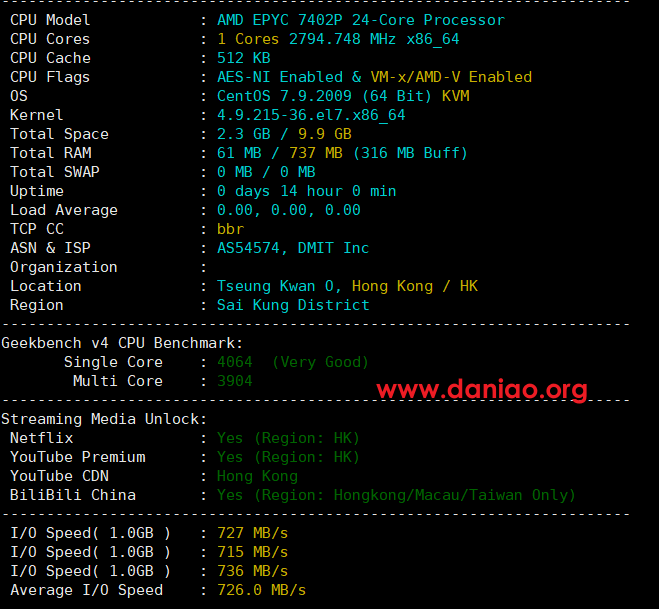 ----------------------------------------------------------------------
CPU Model : AMD EPYC 7402P 24-Core Processor
CPU Cores : 1 Cores 2794.748 MHz x86_64
CPU Cache : 512 KB
CPU Flags : AES-NI Enabled & VM-x/AMD-V Enabled
OS : CentOS 7.9.2009 (64 Bit) KVM
Kernel : 4.9.215-36.el7.x86_64
Total Space : 2.3 GB / 9.9 GB
Total RAM : 61 MB / 737 MB (316 MB Buff)
Total SWAP : 0 MB / 0 MB
Uptime : 0 days 14 hour 0 min
Load Average : 0.00, 0.00, 0.00
TCP CC : bbr
ASN & ISP : AS54574, DMIT Inc
Organization :
Location : Tseung Kwan O, Hong Kong / HK
Region : Sai Kung District
----------------------------------------------------------------------
Geekbench v4 CPU Benchmark:
Single Core : 4064 (Very Good)
Multi Core : 3904
www.daniao.org
----------------------------------------------------------------------
Streaming Media Unlock:
Netflix : Yes (Region: HK)
YouTube Premium : Yes (Region: HK)
YouTube CDN : Hong Kong
BiliBili China : Yes (Region: Hongkong/Macau/Taiwan Only)
----------------------------------------------------------------------
I/O Speed( 1.0GB ) : 727 MB/s
I/O Speed( 1.0GB ) : 715 MB/s
I/O Speed( 1.0GB ) : 736 MB/s
Average I/O Speed : 726.0 MB/s